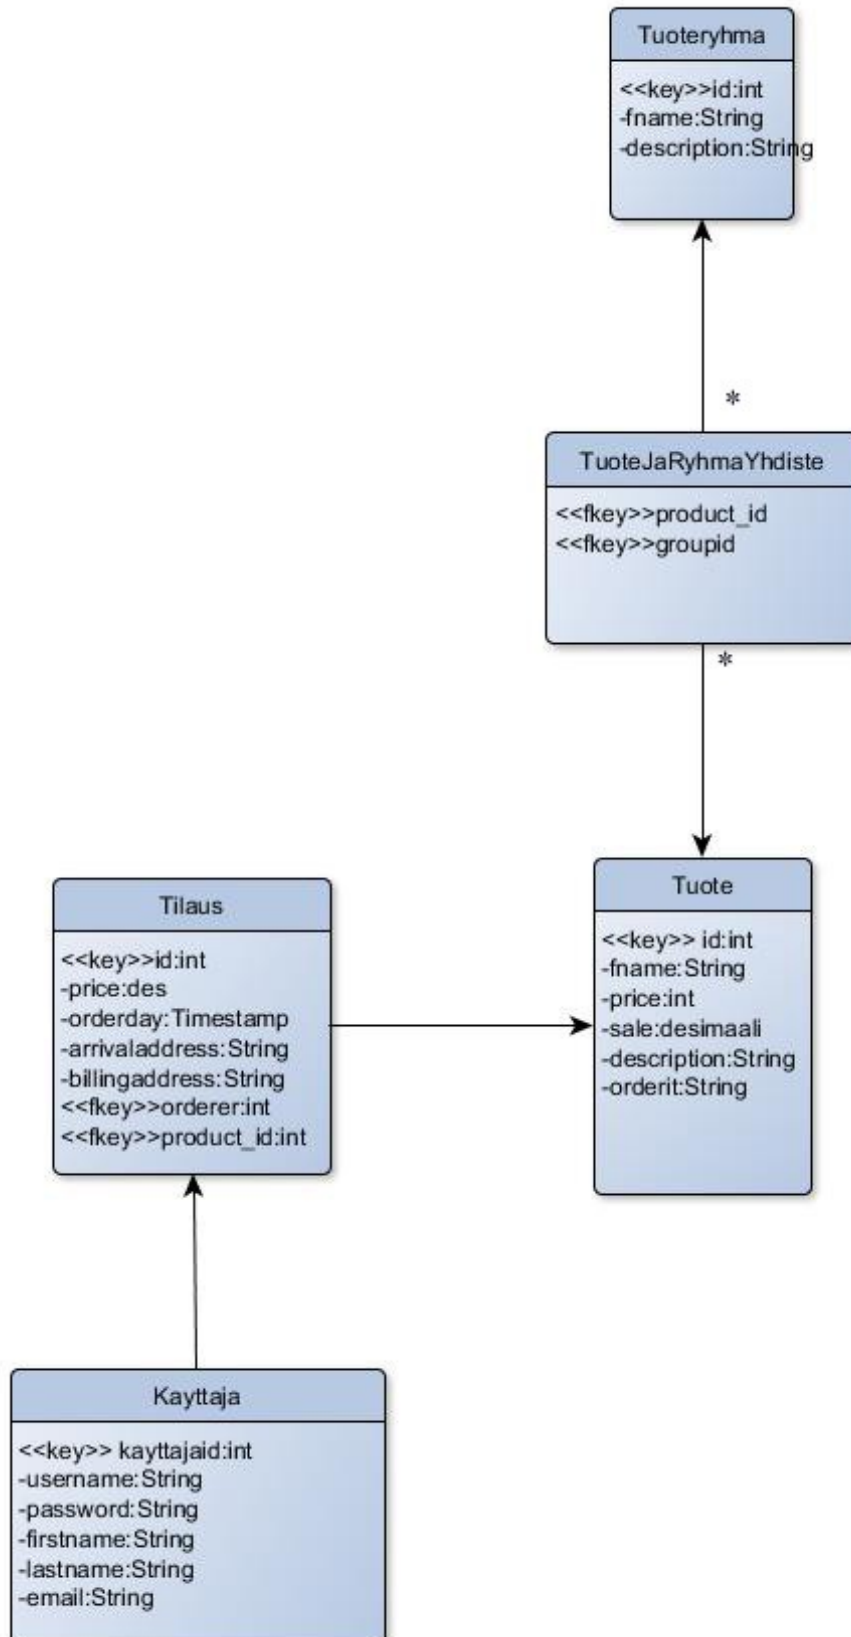 Tuoteryhma
<<key>>id:int
-fname:String
-description:String
*
TuoteJaRyhmaYhdiste
<<fkey>>product_id
<<fkey>>groupid
*
Tilaus
<<key>>id:int
-price:des
-orderday:Timestamp
-arrivaladdress:String
-billingaddress:String
<<fkey>>orderer:int
<<fkey>>product_id:int
Tuote
<<key>> id:int
-fname:String
-price:int
-sale:desimaali
-description:String
-orderit:String
Kayttaja
<<key>> kayttajaid:int
-username:String
-password:String
-firstname:String
-lastname:String
-email:String